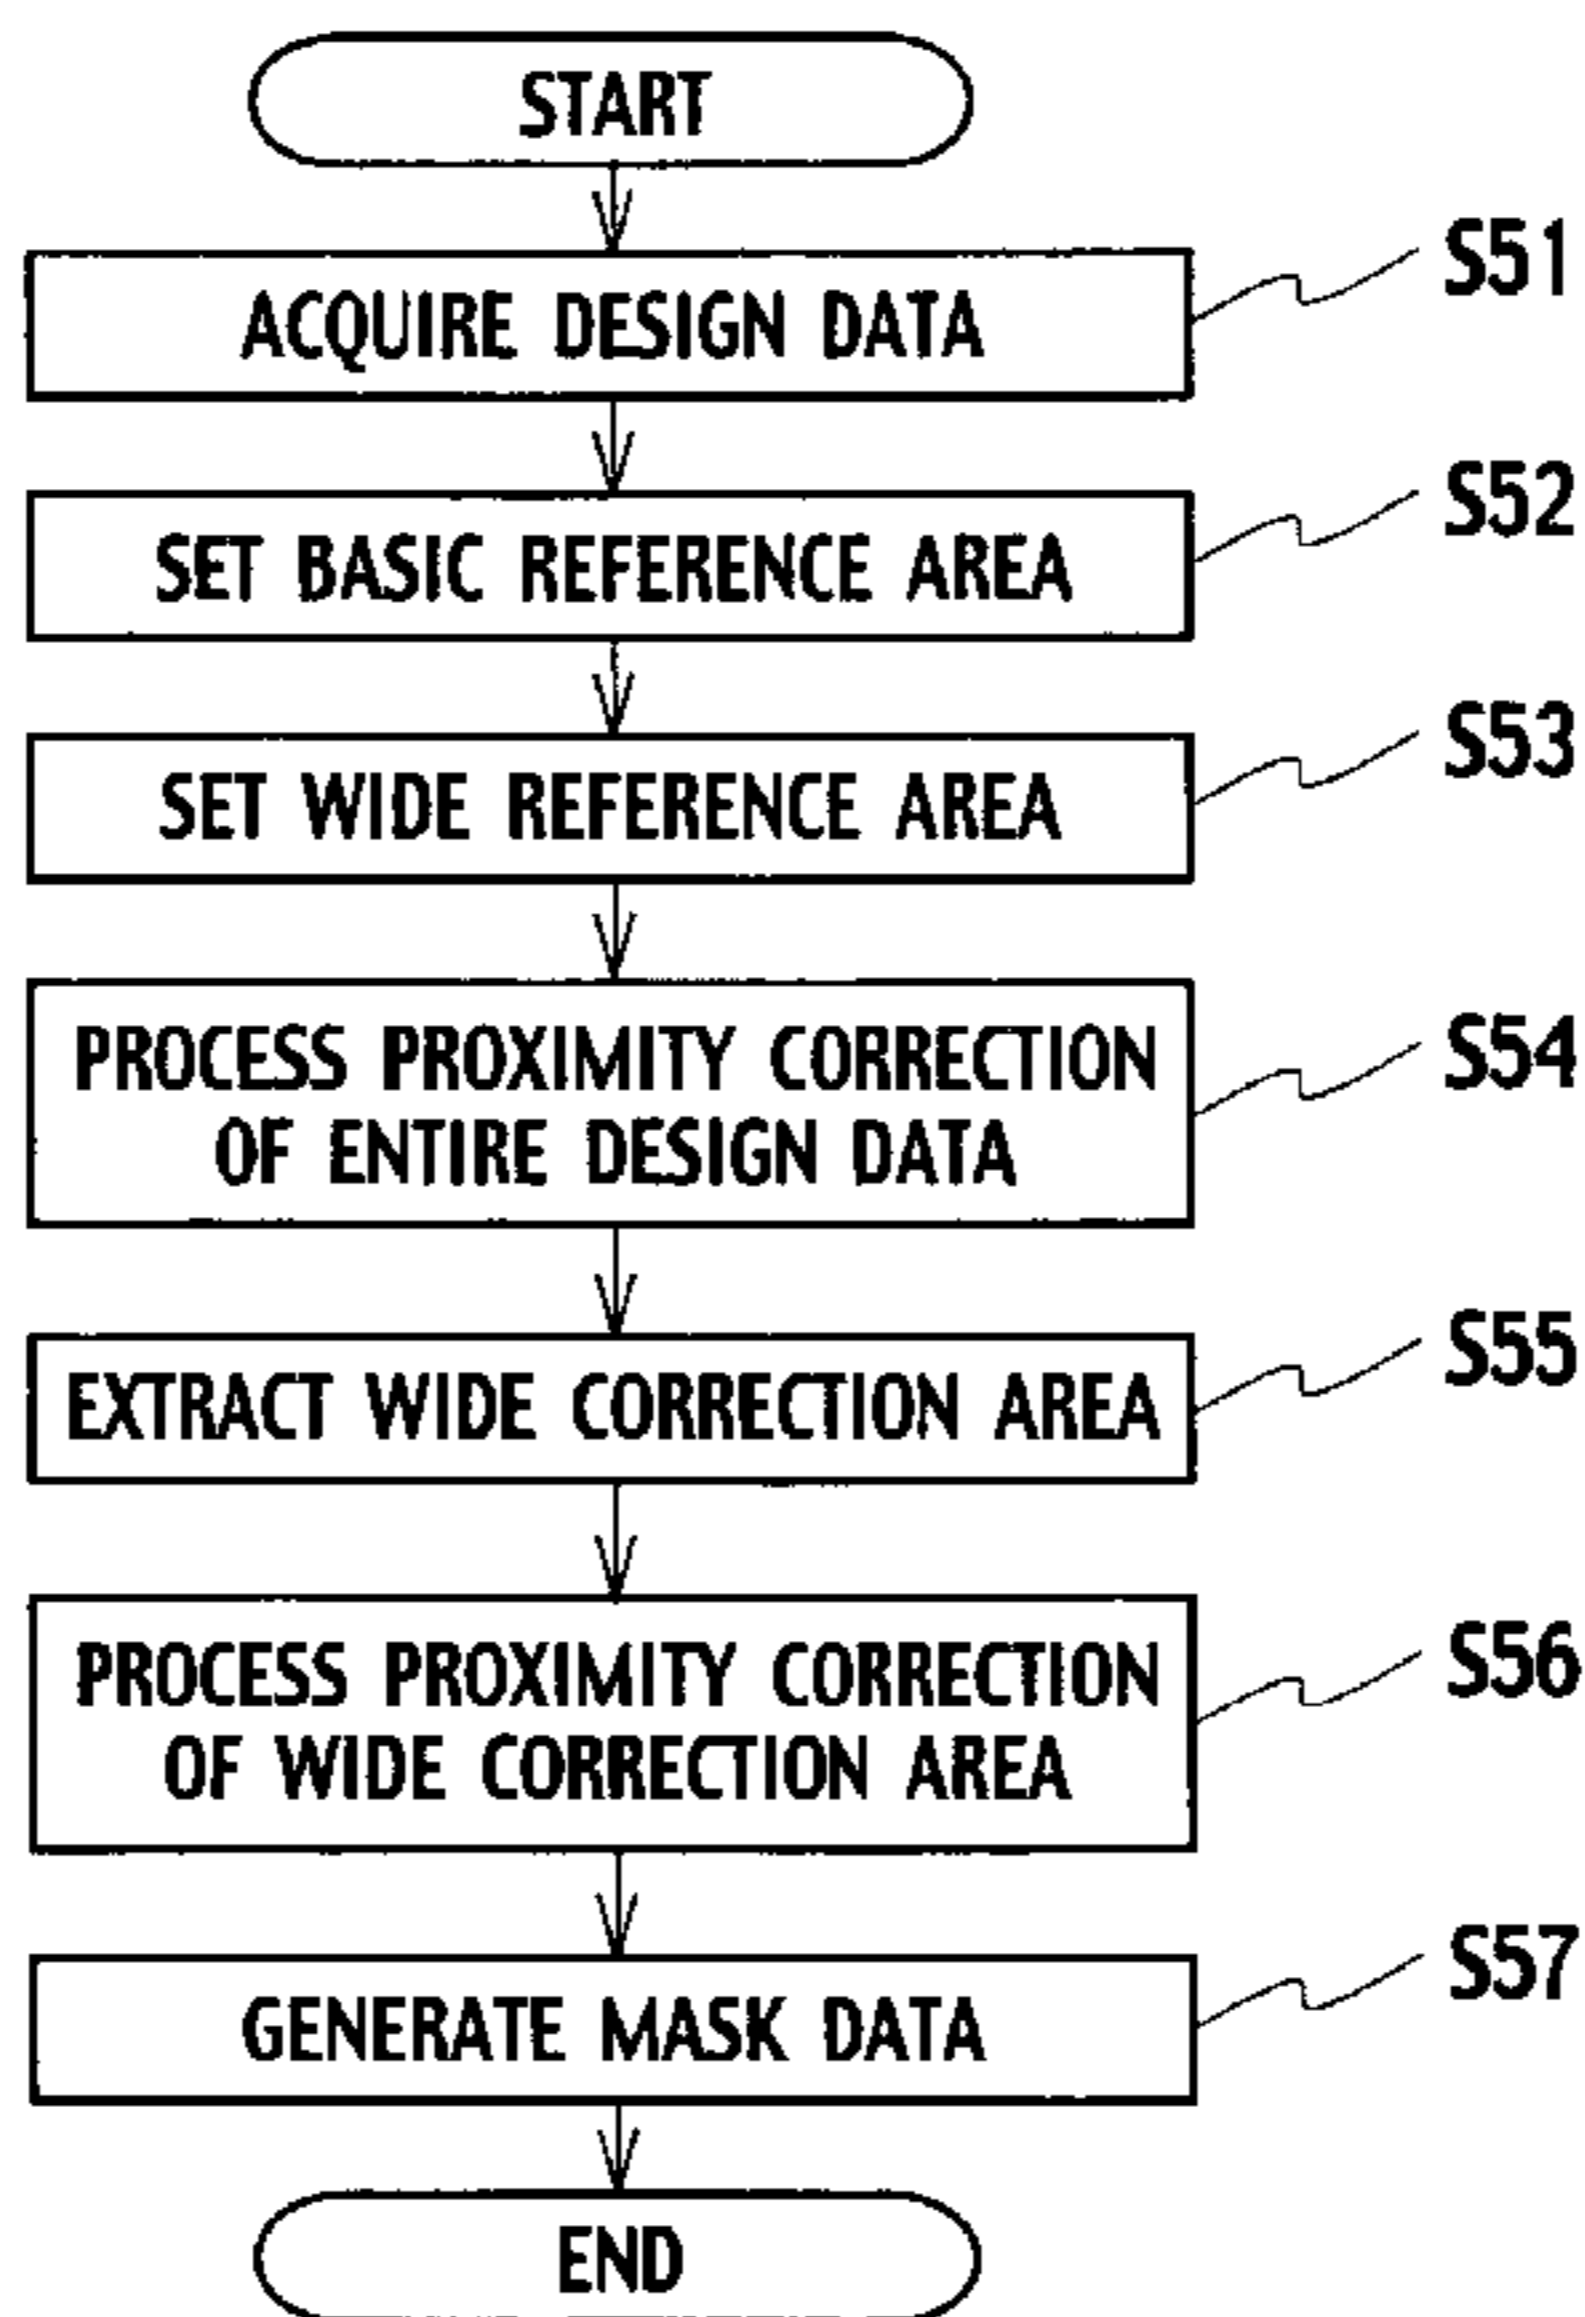 START
ACQUIRE DESIGN DATA
S51
SET BASIC REFERENCE AREA
S52
SET WIDE REFERENCE AREA
S53
PROCESS PROXIMITY CORRECTION
OF ENTIRE DESIGN DATA
S54
EXTRACT WIDE CORRECTION AREA
S55
PROCESS PROXIMITY CORRECTION
OF WIDE CORRECTION AREA
S56
GENERATE MASK DATA
S57
END